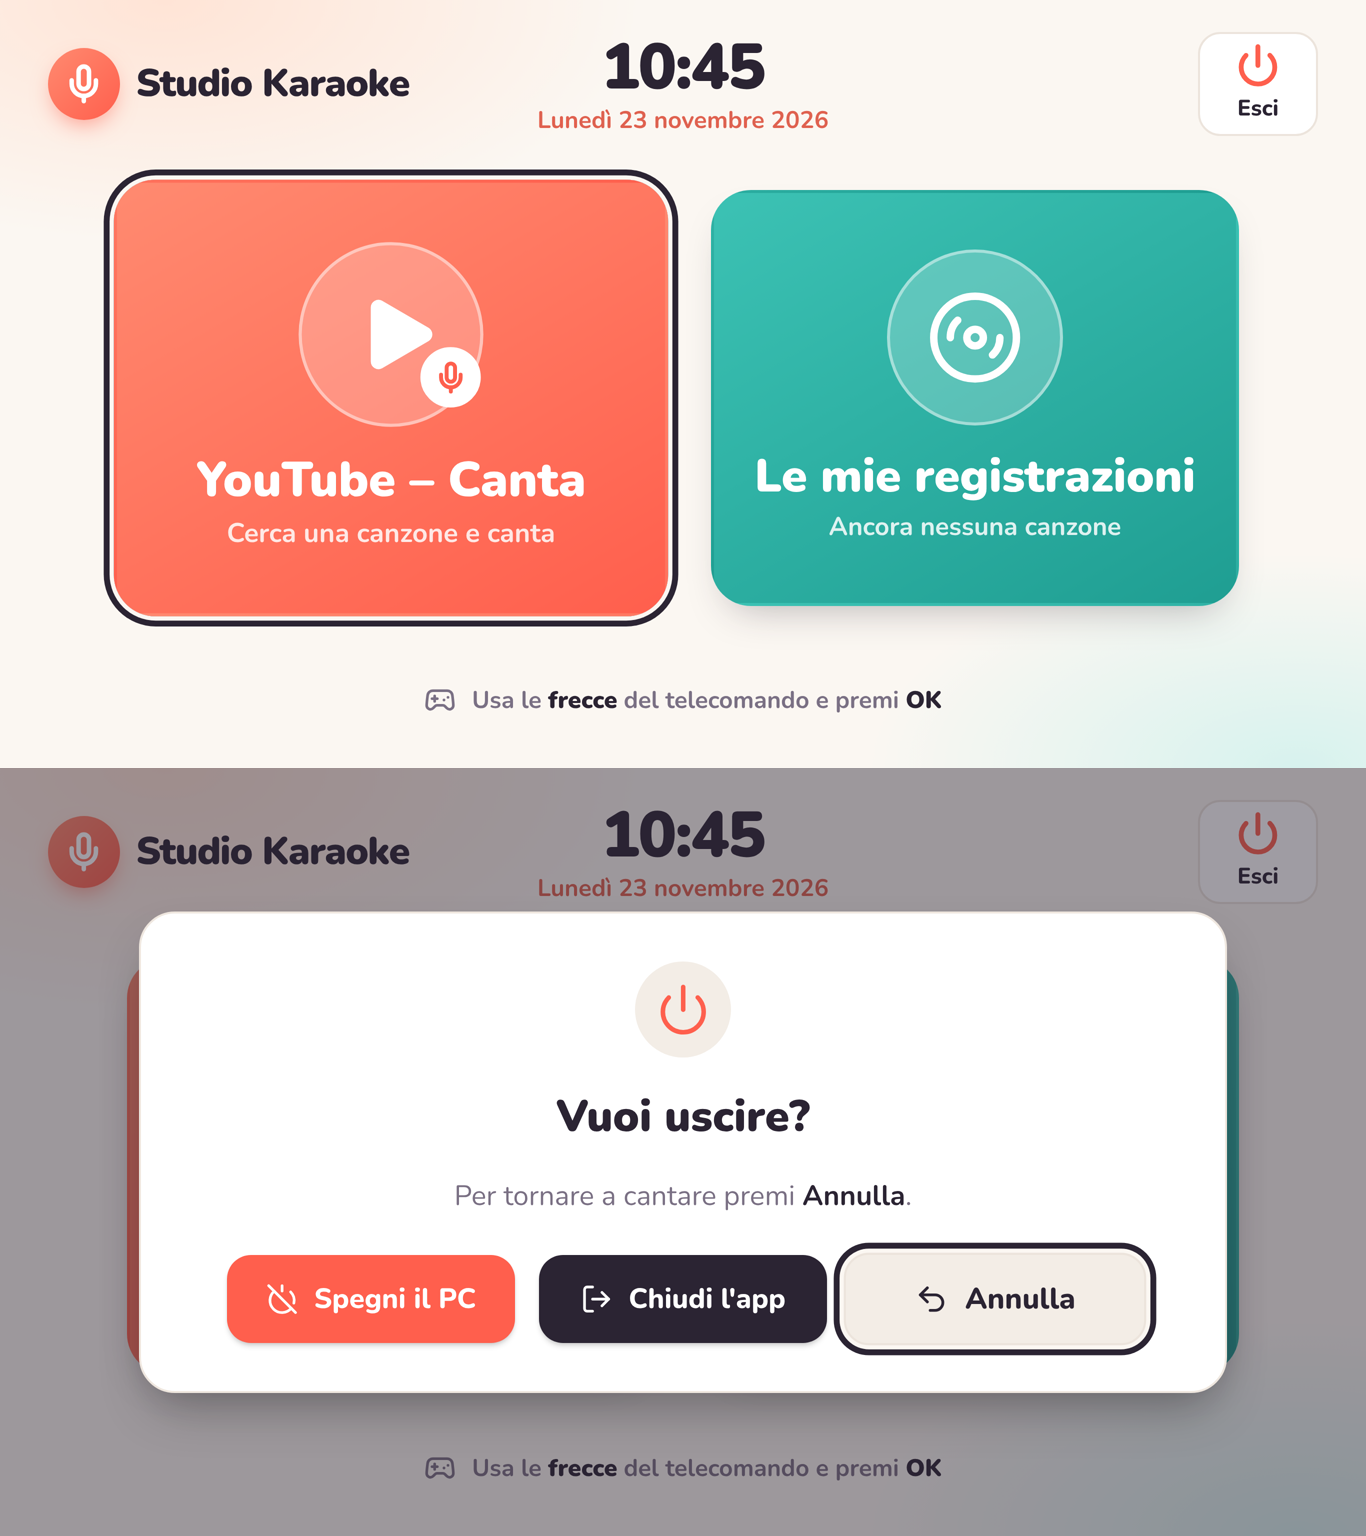 Studio Karaoke
10:45
Lunedì 23 novembre 2026
Esci
YouTube – Canta
Cerca una canzone e canta
Le mie registrazioni
Ancora nessuna canzone
Usa le frecce del telecomando e premi OK
Studio Karaoke
10:45
Lunedì 23 novembre 2026
Esci
Vuoi uscire?
Per tornare a cantare premi Annulla.
Spegni il PC
Chiudi l'app
Annulla
Usa le frecce del telecomando e premi OK